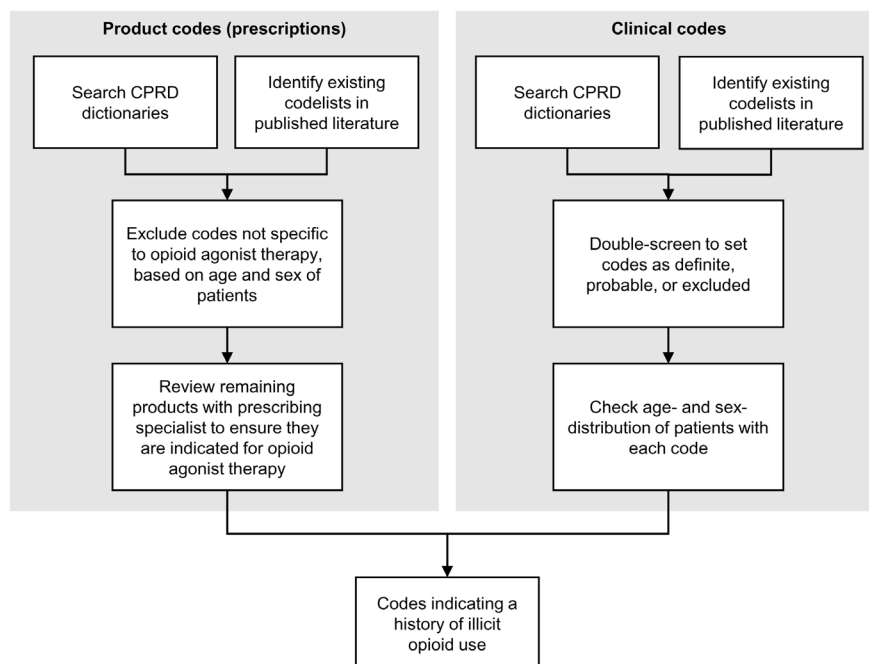 Product codes (prescriptions)
Search CPRD
dictionaries
Identify existing
codelists in
published literature
Exclude codes not specific
to opioid agonist therapy,
based on age and sex of
patients
Review remaining
products with prescribing
specialist to ensure they
are indicated for opioid
agonist therapy
Clinical codes
Search CPRD
dictionaries
Identify existing
codelists in
published literature
Double-screen to set
codes as definite,
probable, or excluded
Check age- and sex-
distribution of patients with
each code
Codes indicating a
history of illicit
opioid use